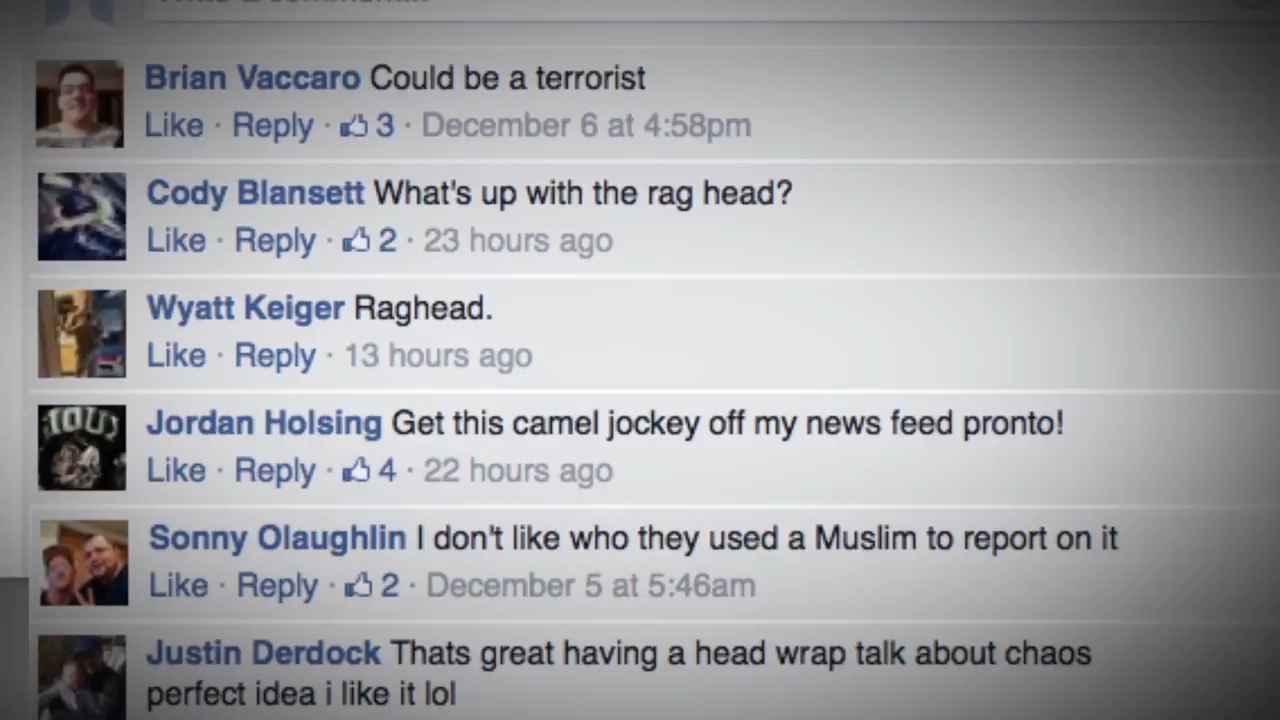 Brian Vaccaro Could be a terrorist
Like · Reply · 3 · December 6 at 4:58pm
Cody Blansett What's up with the rag head?
Like · Reply · 2 · 23 hours ago
Wyatt Keiger Raghead.
Like · Reply · 13 hours ago
Jordan Holsing Get this camel jockey off my news feed pronto!
Like · Reply · 4 · 22 hours ago
Sonny Olaughlin I don't like who they used a Muslim to report on it
Like · Reply · 2 · December 5 at 5:46am
Justin Derdock Thats great having a head wrap talk about chaos
perfect idea i like it lol